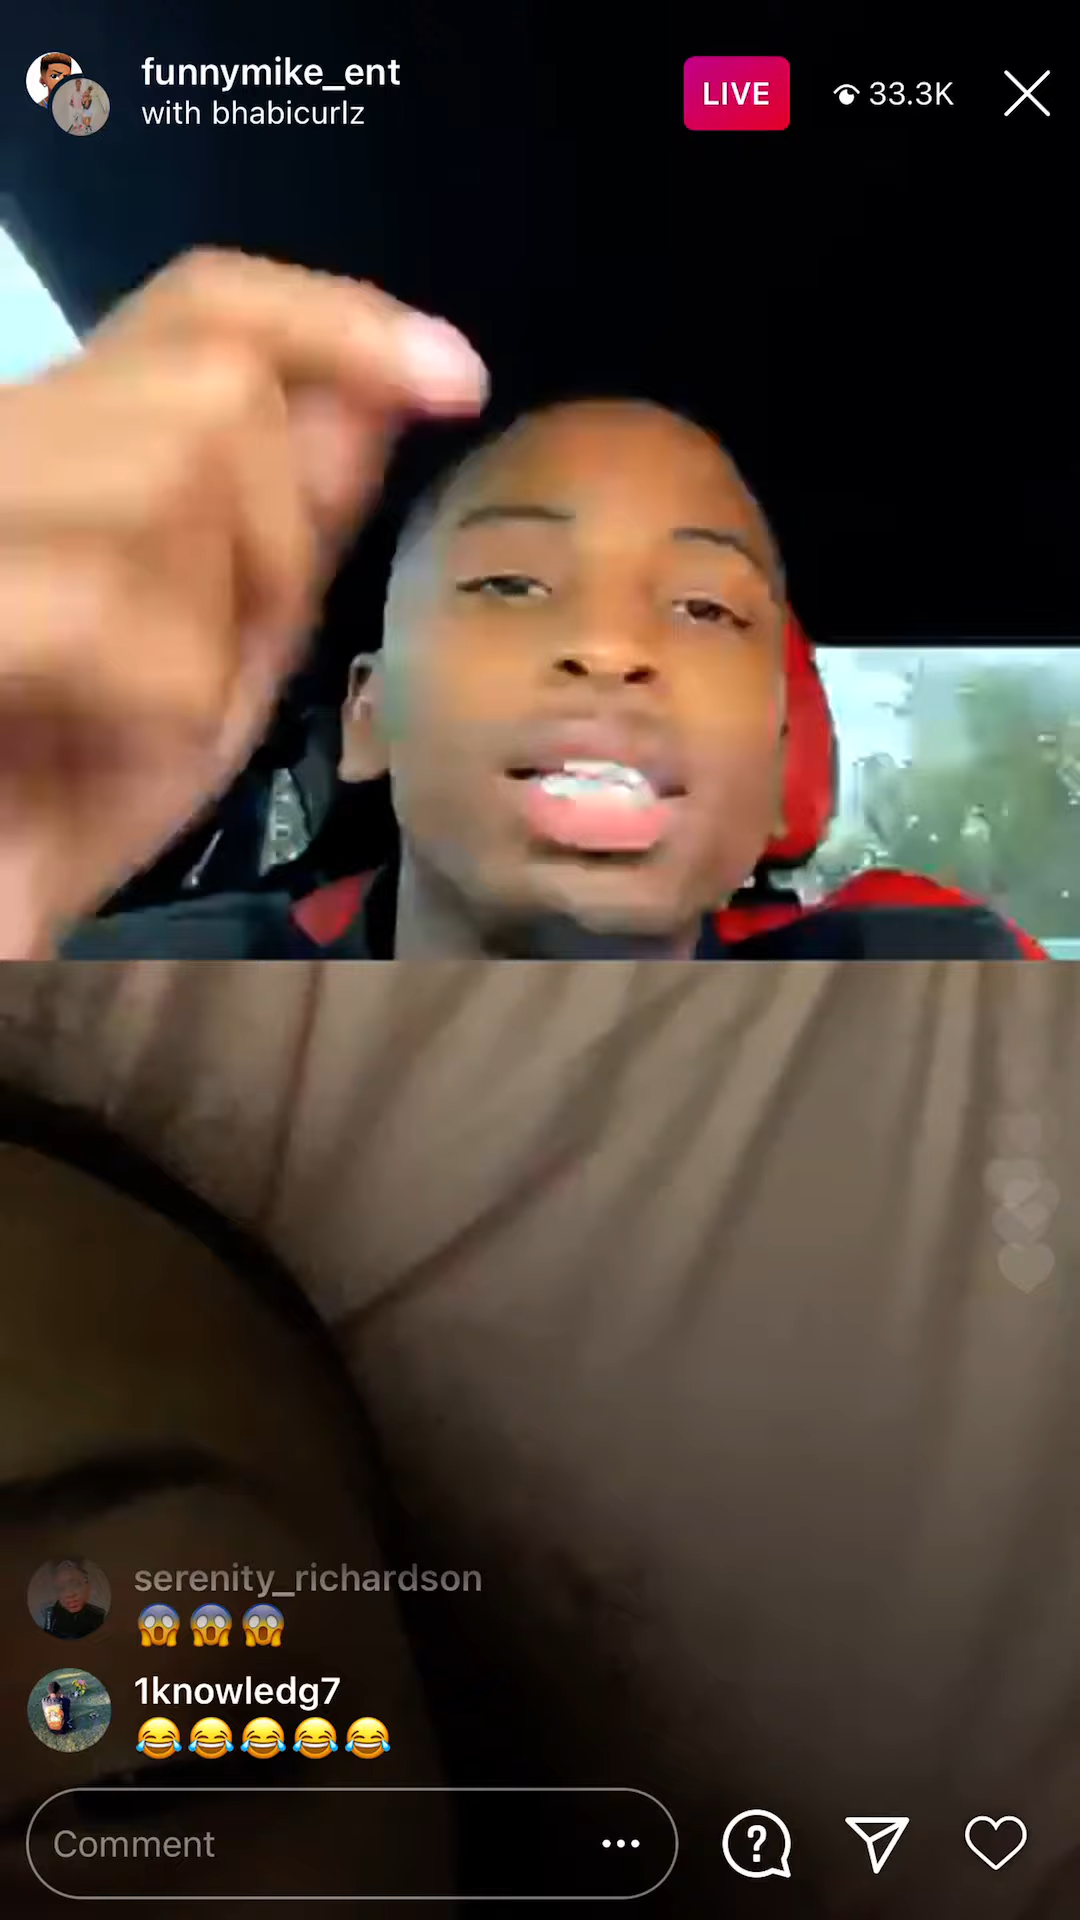 funnymike_ent
with bhabicurlz
LIVE
33.3K
serenity_richardson
😱😱😱
1knowledg7
😂😂😂😂😂
Comment